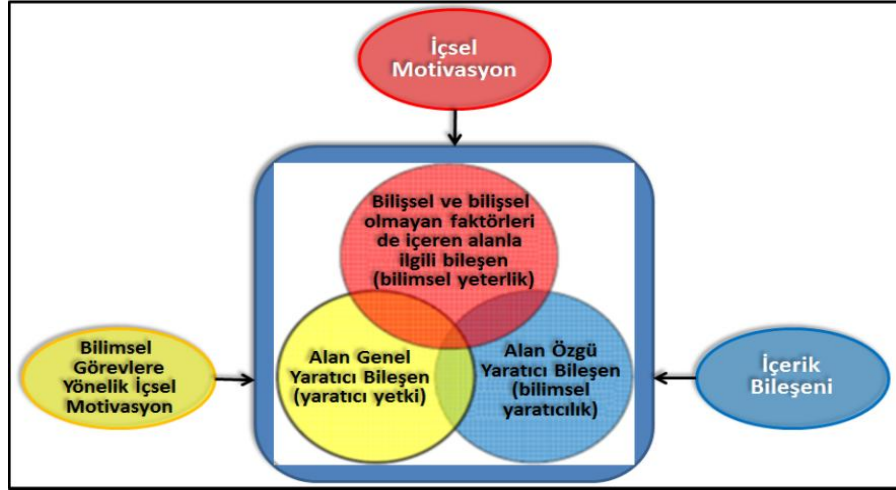 İçsel
Motivasyon
Bilişsel ve bilişsel
olmayan faktörleri
de içeren alanla
ilgili bileşen
(bilimsel yeterlik)
Alan Genel
Yaratıcı Bileşen
(yaratıcı yetki)
Alan Özgü
Yaratıcı Bileşen
(bilimsel
yaratıcılık)
Bilimsel
Görevlere
Yönelik İçsel
Motivasyon
İçerik
Bileşeni